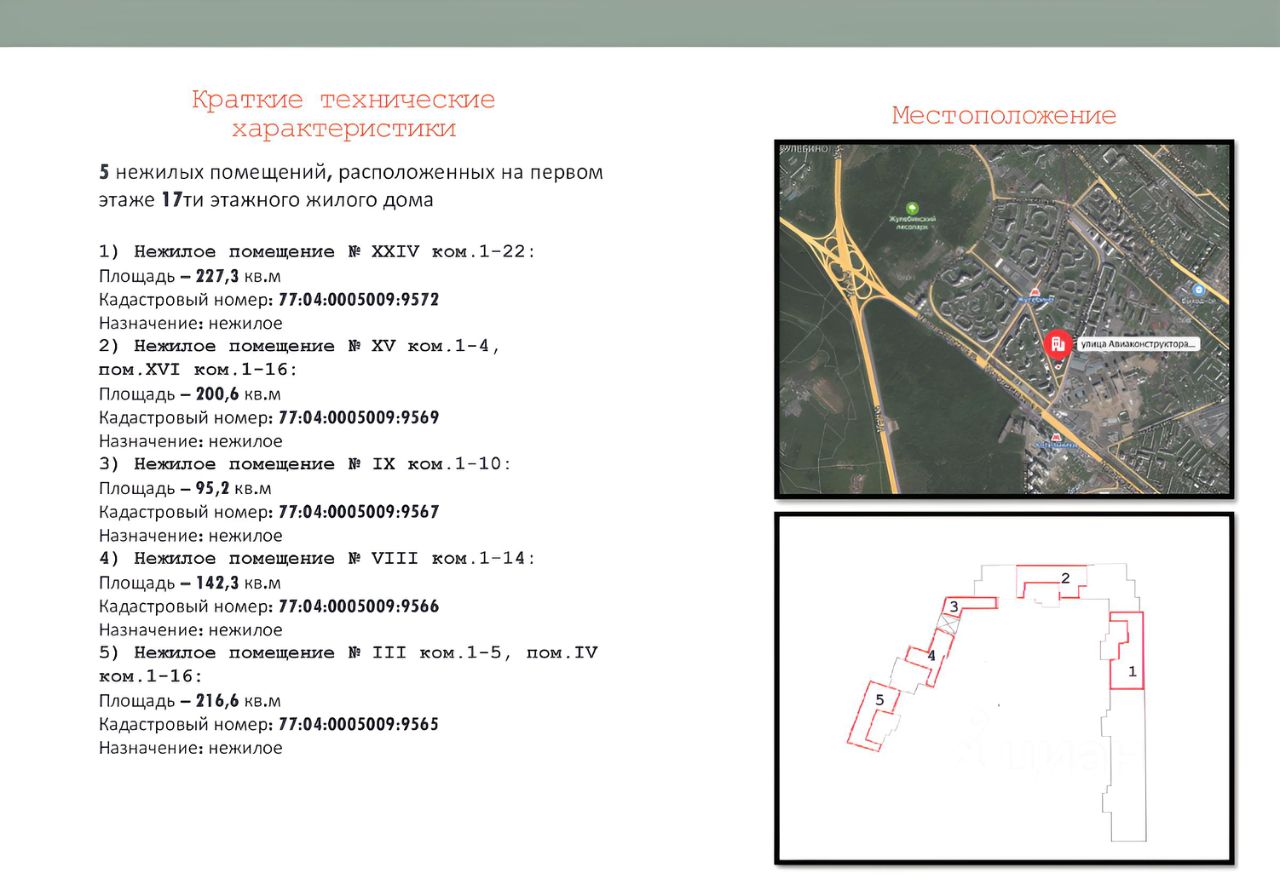 Краткие технические
характеристики
5 нежилых помещений, расположенных на первом
этаже 17ти этажного жилого дома
1) Нежилое помещение № XXIV ком.1-22:
Площадь – 227,3 кв.м
Кадастровый номер: 77:04:0005009:9572
Назначение: нежилое
2) Нежилое помещение № XV ком.1-4,
пом.XVI ком.1-16:
Площадь – 200,6 кв.м
Кадастровый номер: 77:04:0005009:9569
Назначение: нежилое
3) Нежилое помещение № IX ком.1-10:
Площадь – 95,2 кв.м
Кадастровый номер: 77:04:0005009:9567
Назначение: нежилое
4) Нежилое помещение № VIII ком.1-14:
Площадь – 142,3 кв.м
Кадастровый номер: 77:04:0005009:9566
Назначение: нежилое
5) Нежилое помещение № III ком.1-5, пом.IV
ком.1-16:
Площадь – 216,6 кв.м
Кадастровый номер: 77:04:0005009:9565
Назначение: нежилое
Местоположение
Жулебинский
лесопарк
Жулебино
улица Авиаконструктора...
Котельники
2
3
4
1
5